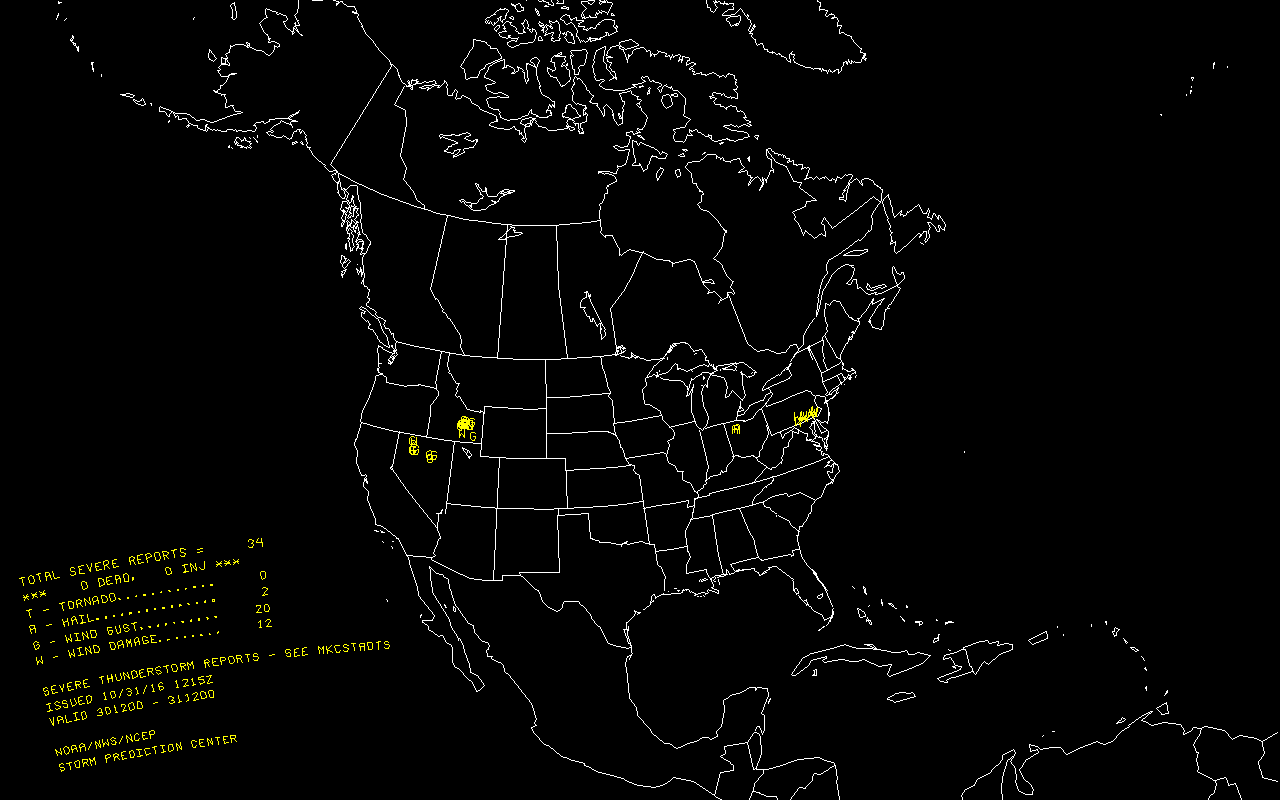 TOTAL SEVERE REPORTS = 34
*** 0 DEAD, 0 INJ ***
T - TORNADO............ 0
A - HAIL............... 2
G - WIND GUST.......... 20
W - WIND DAMAGE........ 12
SEVERE THUNDERSTORM REPORTS - SEE MKCSTADTS
ISSUED 10/31/16 1215Z
VALID 301200 - 311200
NOAA/NWS/NCEP
STORM PREDICTION CENTER
W G